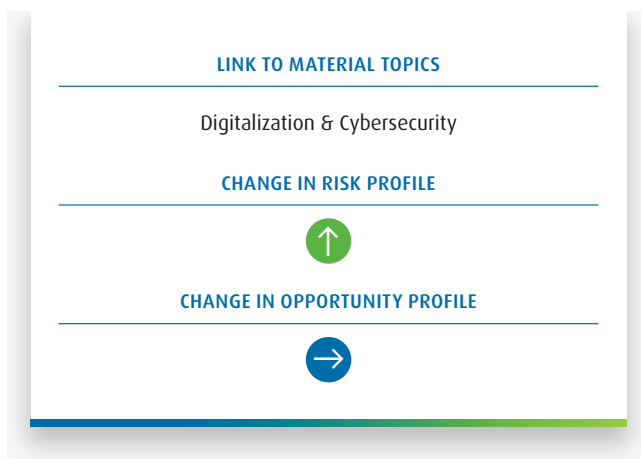 LINK TO MATERIAL TOPICS
Digitalization & Cybersecurity
CHANGE IN RISK PROFILE
CHANGE IN OPPORTUNITY PROFILE